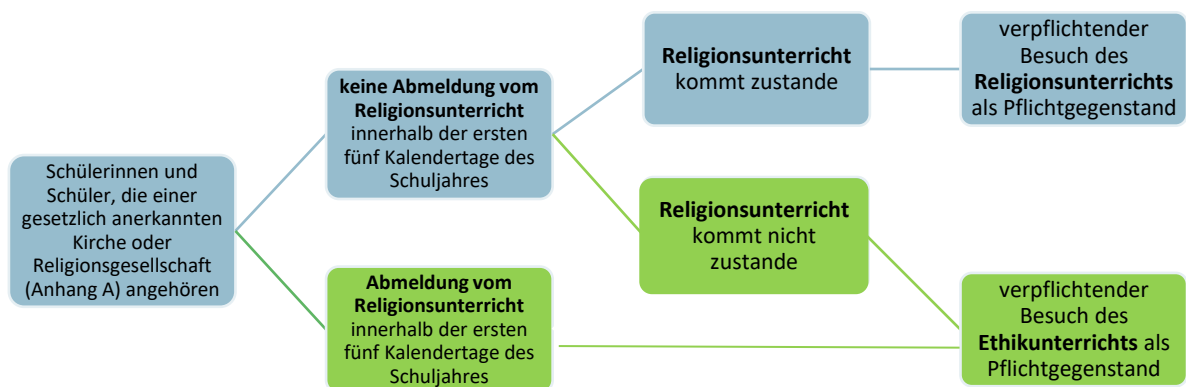 Schülerinnen und
Schüler, die einer
gesetzlich anerkannten
Kirche oder
Religionsgesellschaft
(Anhang A) angehören
keine Abmeldung vom
Religionsunterricht
innerhalb der ersten
fünf Kalendertage des
Schuljahres
Religionsunterricht
kommt zustande
verpflichtender
Besuch des
Religionsunterrichts
als Pflichtgegenstand
Religionsunterricht
kommt nicht
zustande
Abmeldung vom
Religionsunterricht
innerhalb der ersten
fünf Kalendertage des
Schuljahres
verpflichtender
Besuch des
Ethikunterrichts als
Pflichtgegenstand